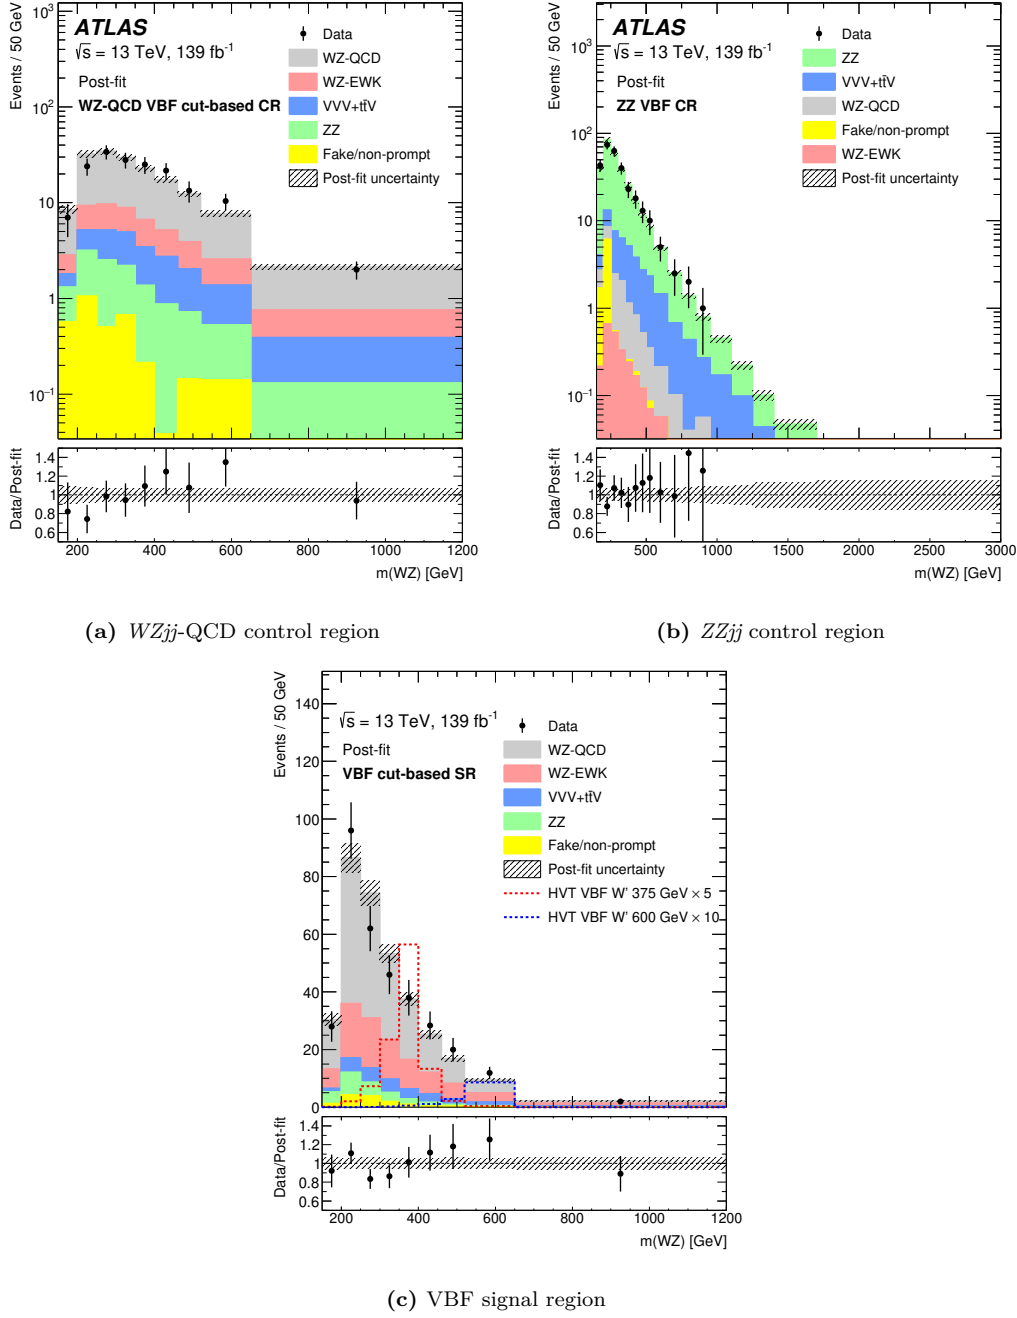 ATLAS
√s = 13 TeV, 139 fb-1
Post-fit
WZ-QCD VBF cut-based CR
Data
WZ-QCD
WZ-EWK
VVV+tt̄V
ZZ
Fake/non-prompt
Post-fit uncertainty
Events / 50 GeV
10³
10²
10
1
10⁻¹
Data/Post-fit
1.4
1.2
1
0.8
0.6
200 400 600 800 1000 1200
m(WZ) [GeV]
(a) WZjj-QCD control region
ATLAS
√s = 13 TeV, 139 fb-1
Post-fit
ZZ VBF CR
Data
ZZ
VVV+tt̄V
WZ-QCD
Fake/non-prompt
WZ-EWK
Post-fit uncertainty
Events / 50 GeV
10³
10²
10
1
10⁻¹
Data/Post-fit
1.4
1.2
1
0.8
0.6
500 1000 1500 2000 2500 3000
m(WZ) [GeV]
(b) ZZjj control region
√s = 13 TeV, 139 fb-1
Post-fit
VBF cut-based SR
Data
WZ-QCD
WZ-EWK
VVV+tt̄V
ZZ
Fake/non-prompt
Post-fit uncertainty
HVT VBF W' 375 GeV × 5
HVT VBF W' 600 GeV × 10
Events / 50 GeV
140
120
100
80
60
40
20
0
Data/Post-fit
1.4
1.2
1
0.8
0.6
200 400 600 800 1000 1200
m(WZ) [GeV]
(c) VBF signal region